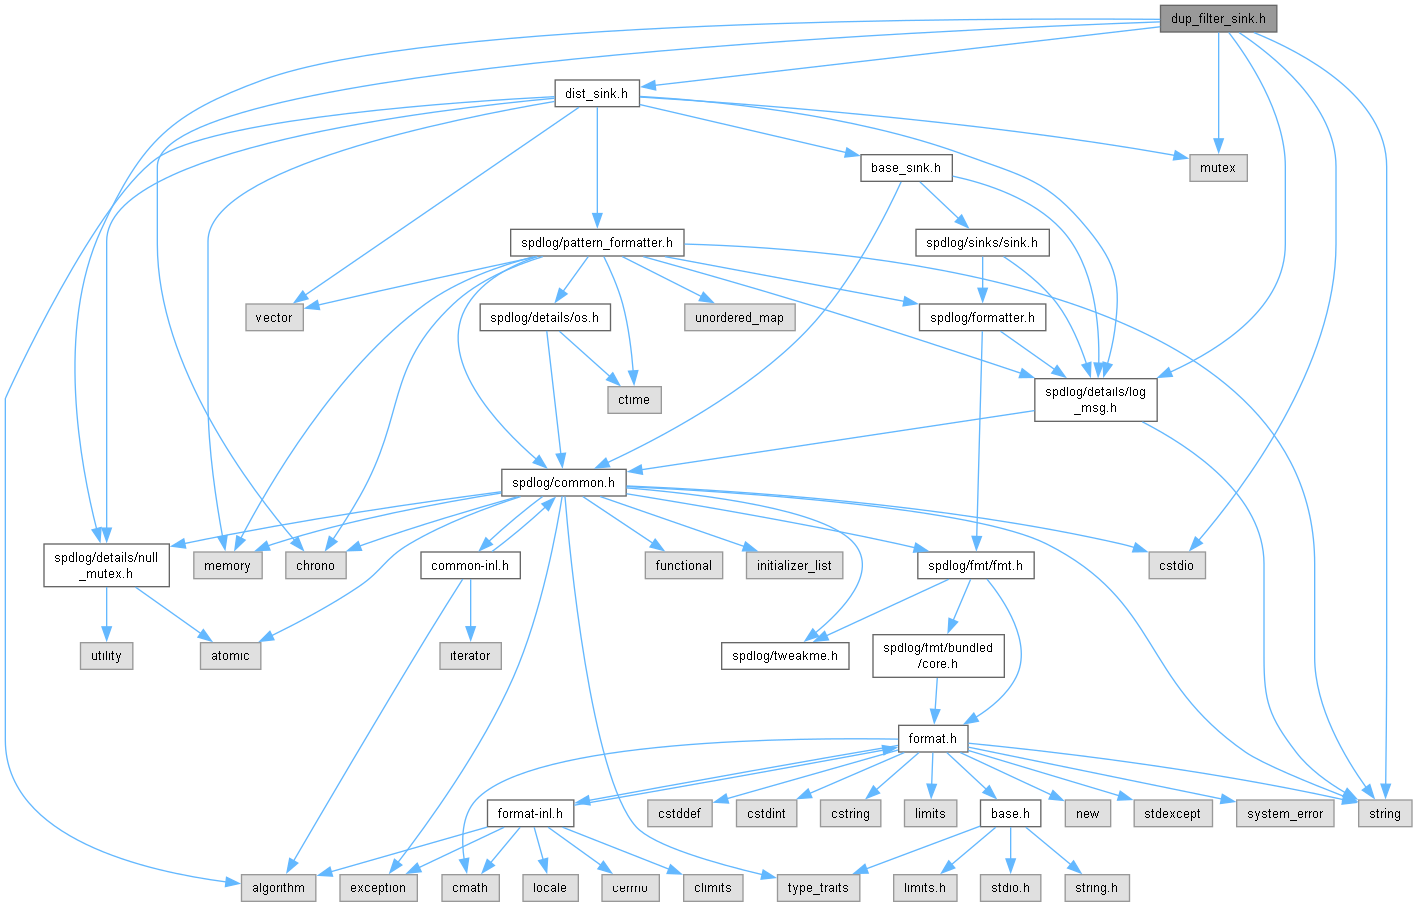 dup_filter_sink.h
dist_sink.h
base_sink.h
mutex
spdlog/pattern_formatter.h
spdlog/sinks/sink.h
vector
spdlog/details/os.h
unordered_map
spdlog/formatter.h
ctime
spdlog/details/log
_msg.h
spdlog/common.h
spdlog/details/null
_mutex.h
memory
chrono
common-inl.h
functional
initializer_list
spdlog/fmt/fmt.h
cstdio
utility
atomic
iterator
spdlog/tweakme.h
spdlog/fmt/bundled
/core.h
format.h
format-inl.h
cstddef
cstdint
cstring
limits
base.h
new
stdexcept
system_error
string
algorithm
exception
cmath
locale
cerrno
climits
type_traits
limits.h
stdio.h
string.h